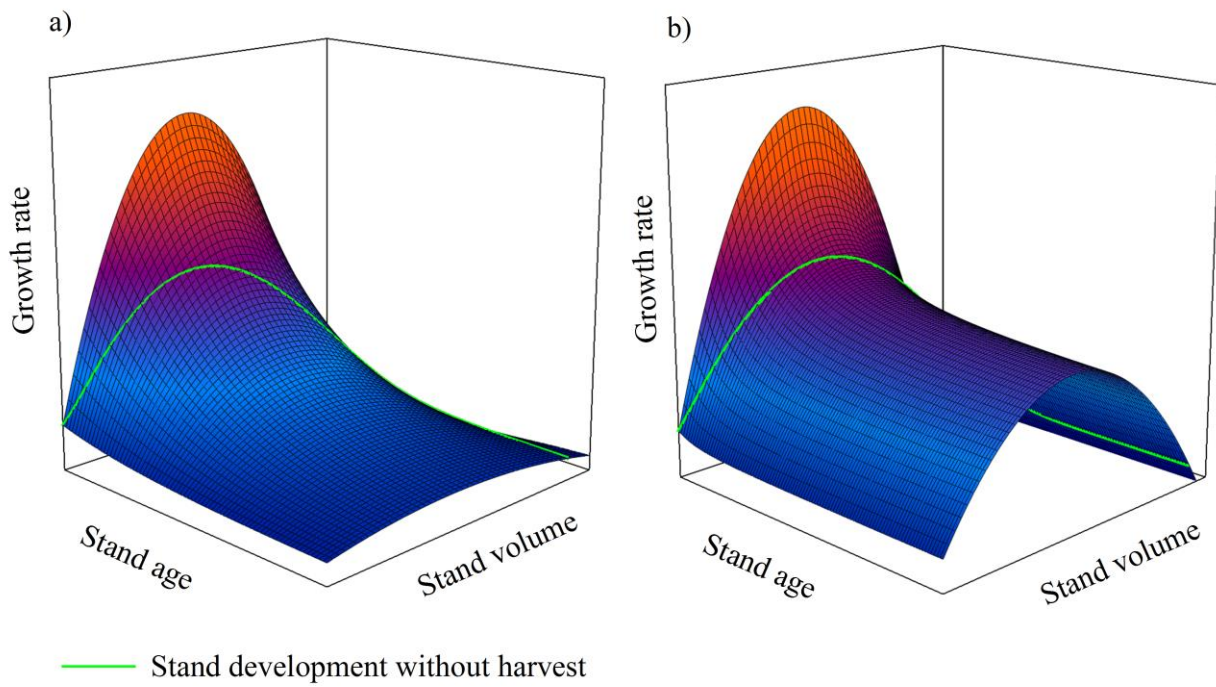 a)
Growth rate
Stand age
Stand volume
b)
Growth rate
Stand age
Stand volume
Stand development without harvest